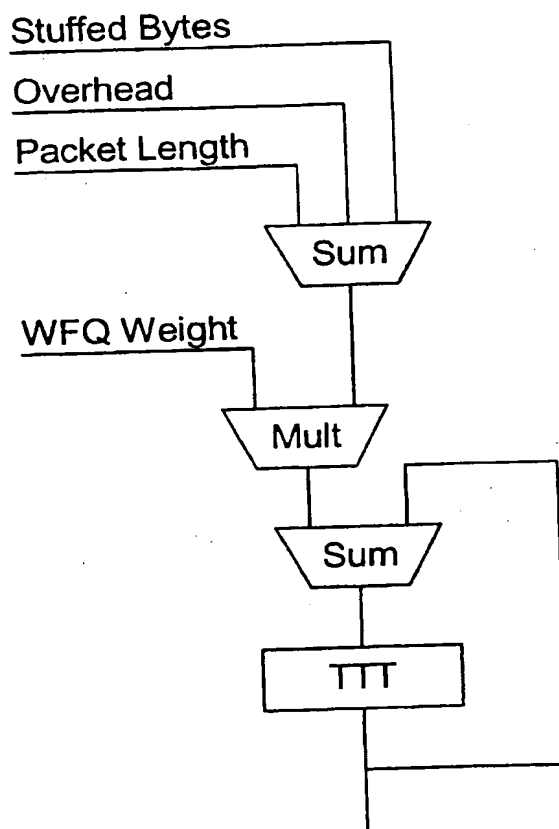 Stuffed Bytes
Overhead
Packet Length
Sum
WFQ Weight
Mult
Sum
TTT